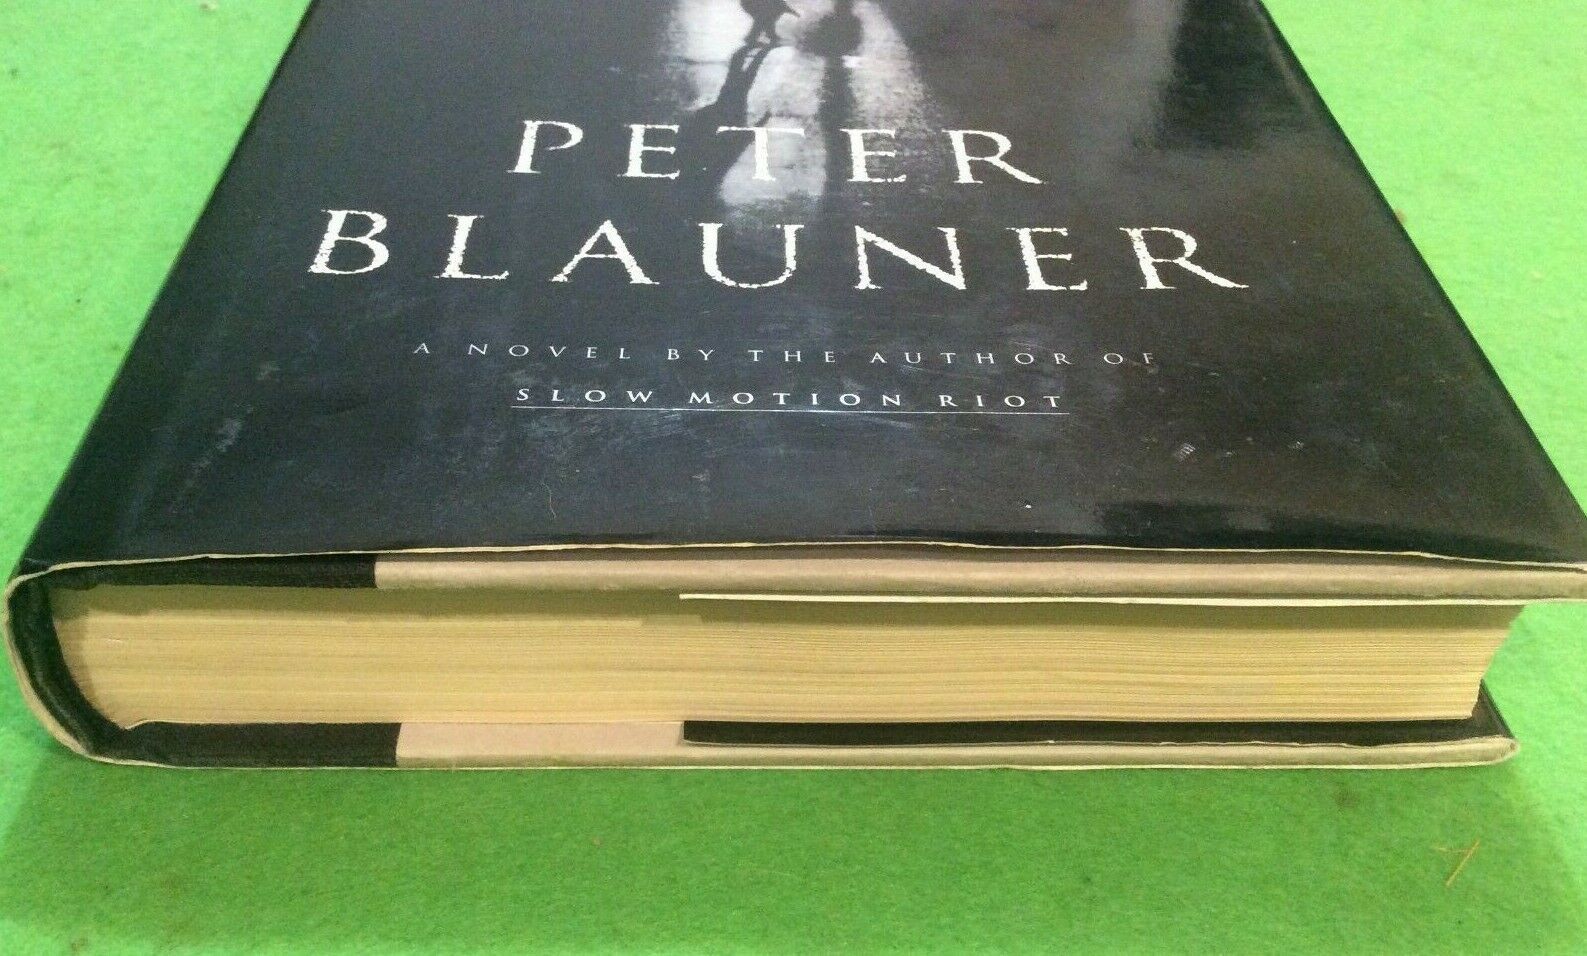 PETER
BLAUNER
A NOVEL BY THE AUTHOR OF
SLOW MOTION RIOT